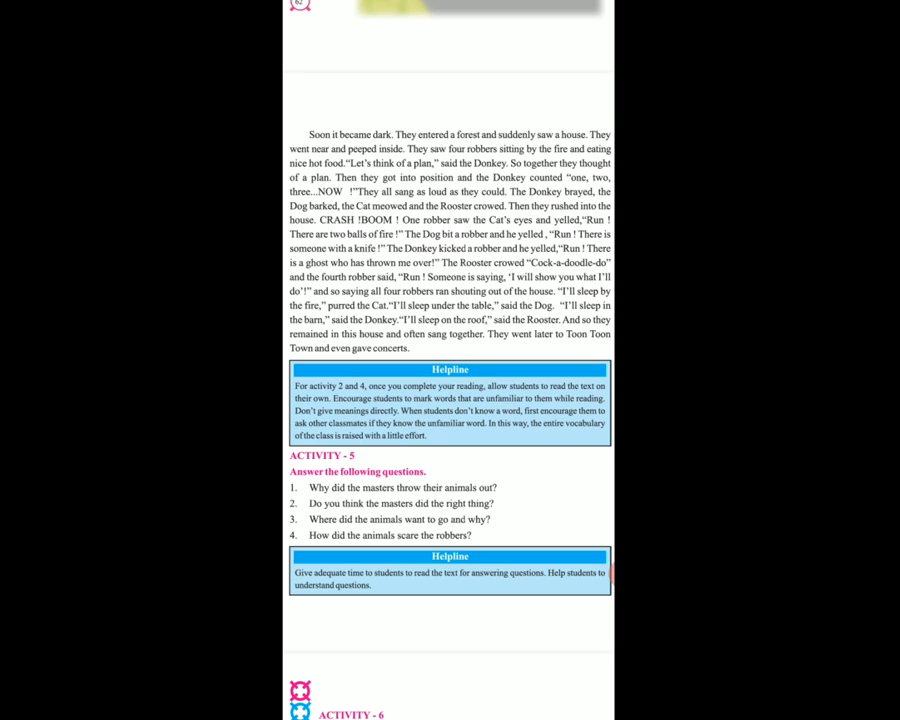 62
Soon it became dark. They entered a forest and suddenly saw a house. They
went near and peeped inside. They saw four robbers sitting by the fire and eating
nice hot food.“Let’s think of a plan,” said the Donkey. So together they thought
of a plan. Then they got into position and the Donkey counted “one, two,
three...NOW !”They all sang as loud as they could. The Donkey brayed, the
Dog barked, the Cat meowed and the Rooster crowed. Then they rushed into the
house. CRASH !BOOM ! One robber saw the Cat’s eyes and yelled,“Run !
There are two balls of fire !” The Dog bit a robber and he yelled , “Run ! There is
someone with a knife !” The Donkey kicked a robber and he yelled,“Run ! There
is a ghost who has thrown me over!” The Rooster crowed “Cock-a-doodle-do”
and the fourth robber said, “Run ! Someone is saying, ‘I will show you what I’ll
do’!” and so saying all four robbers ran shouting out of the house. “I’ll sleep by
the fire,” purred the Cat.“I’ll sleep under the table,” said the Dog. “I’ll sleep in
the barn,” said the Donkey.“I’ll sleep on the roof,” said the Rooster. And so they
remained in this house and often sang together. They went later to Toon Toon
Town and even gave concerts.
Helpline
For activity 2 and 4, once you complete your reading, allow students to read the text on
their own. Encourage students to mark words that are unfamiliar to them while reading.
Don’t give meanings directly. When students don’t know a word, first encourage them to
ask other classmates if they know the unfamiliar word. In this way, the entire vocabulary
of the class is raised with a little effort.
ACTIVITY - 5
Answer the following questions.
1. Why did the masters throw their animals out?
2. Do you think the masters did the right thing?
3. Where did the animals want to go and why?
4. How did the animals scare the robbers?
Helpline
Give adequate time to students to read the text for answering questions. Help students to
understand questions.
ACTIVITY - 6